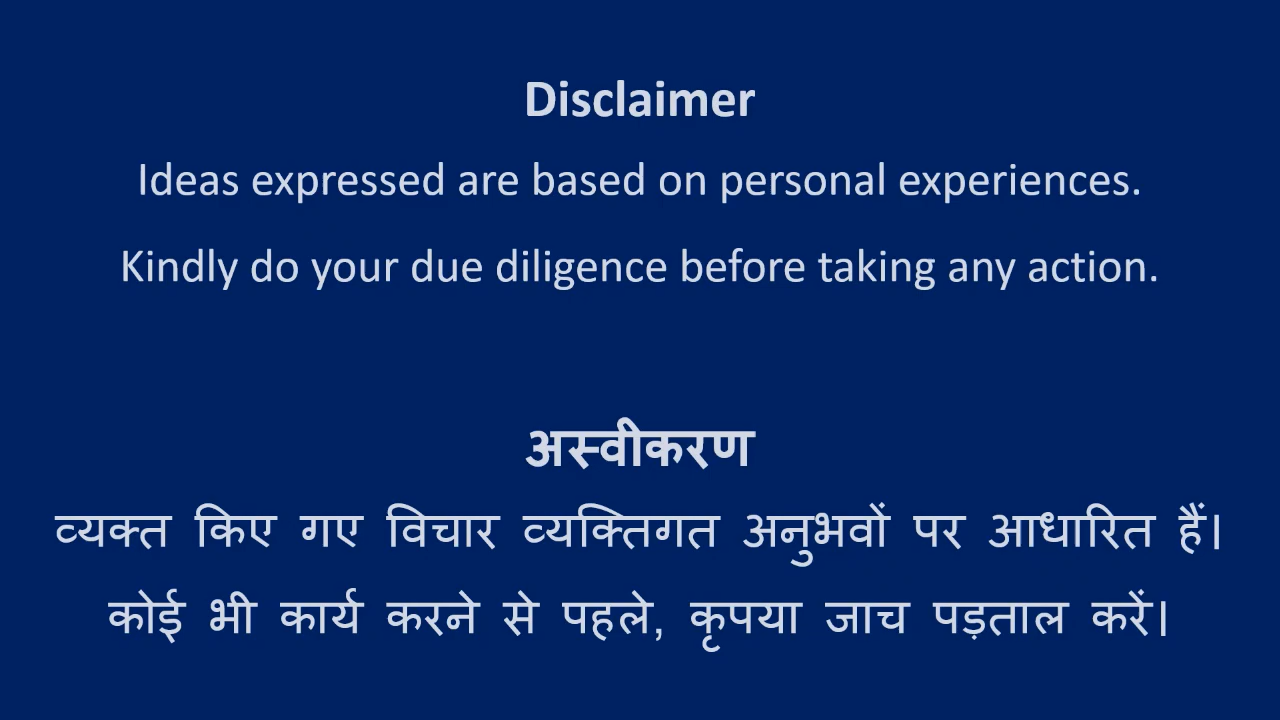 Disclaimer
Ideas expressed are based on personal experiences.
Kindly do your due diligence before taking any action.
अस्वीकरण
व्यक्त किए गए विचार व्यक्तिगत अनुभवों पर आधारित हैं।
कोई भी कार्य करने से पहले, कृपया जाच पड़ताल करें।